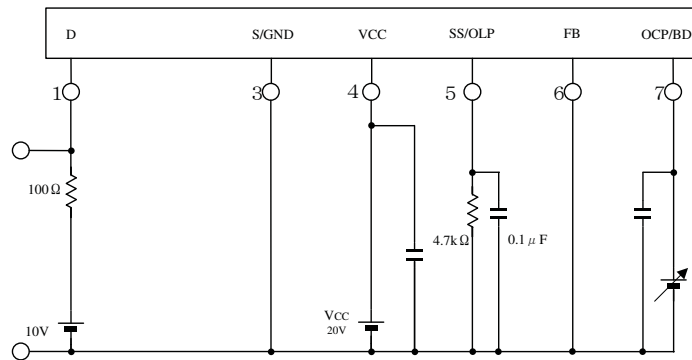 D S/GND VCC SS/OLP FB OCP/BD
1 3 4 5 6 7
100Ω
4.7kΩ 0.1μF
10V
VCC
20V